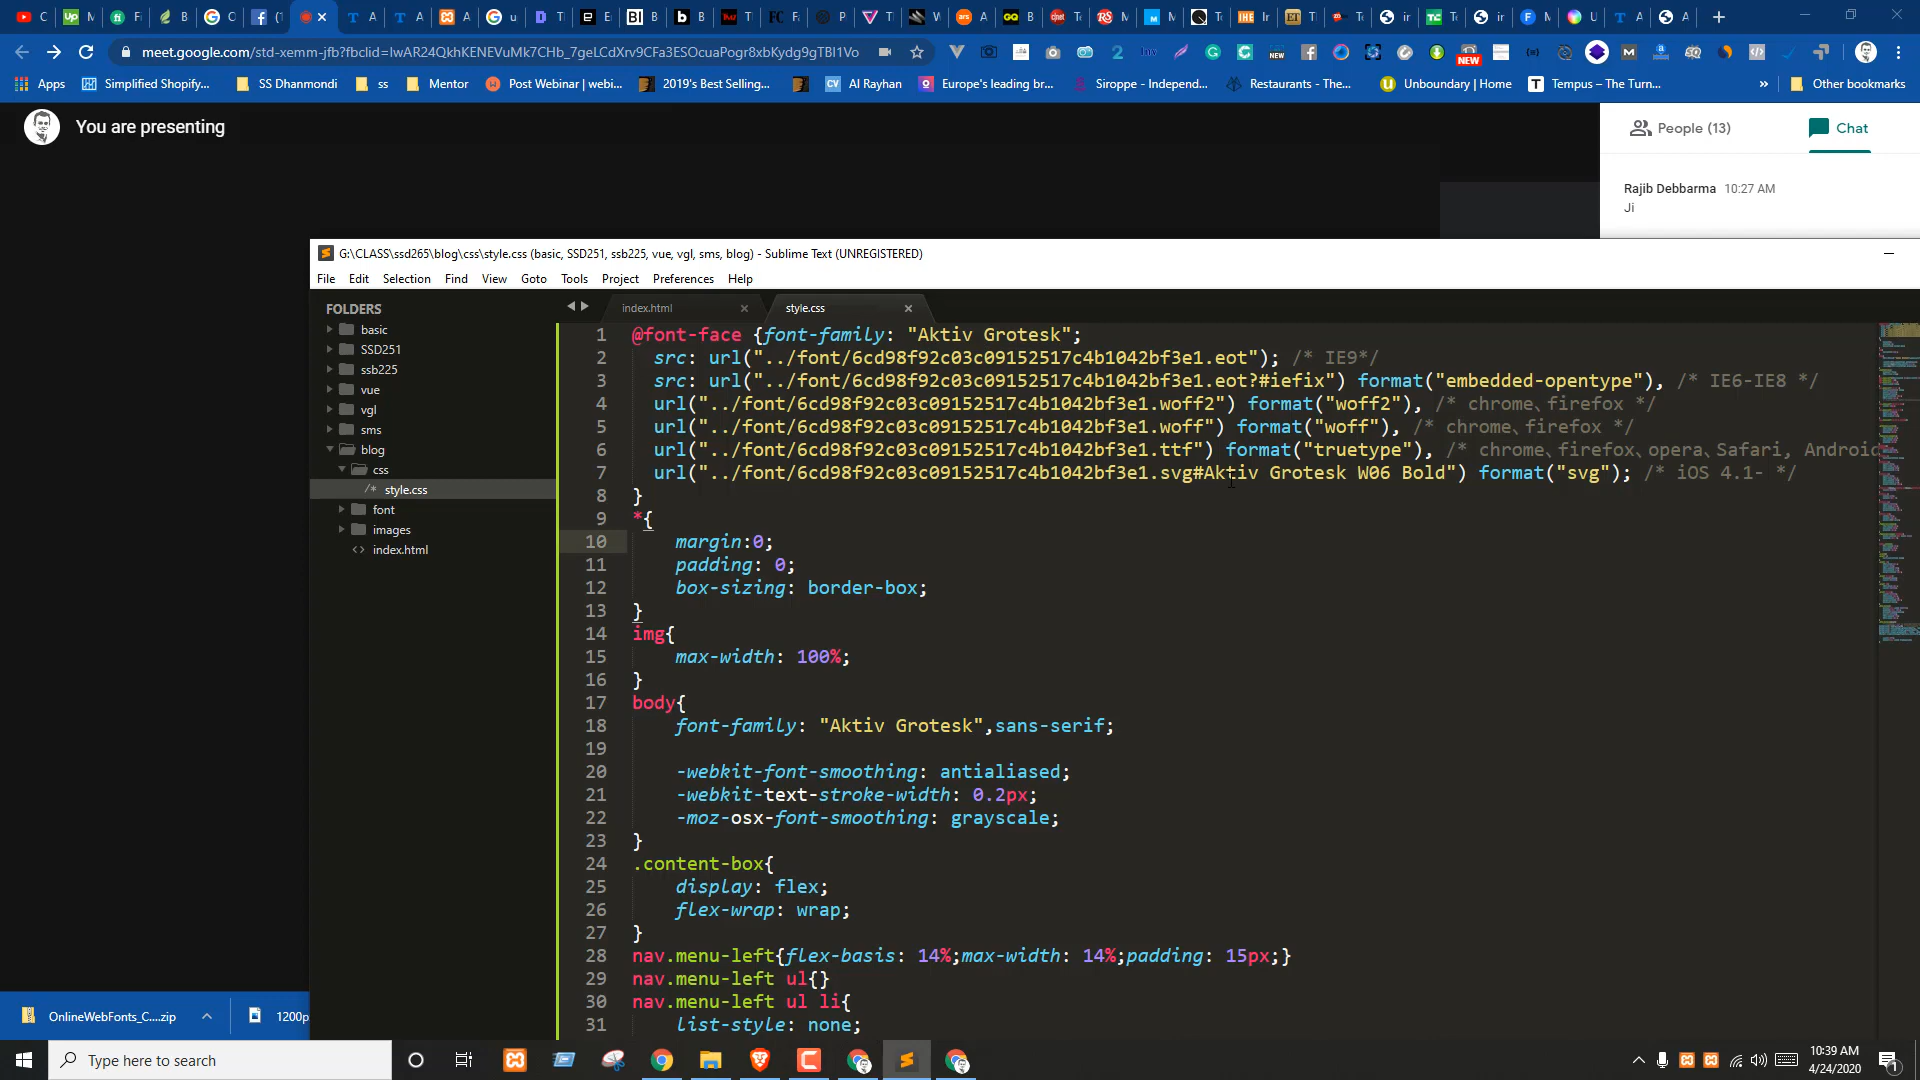 meet.google.com/std-xemm-jfb?fbclid=IwAR24QkhKENEVuMk7CHb_7geLCdXrv9CFa3ESOcuaPogr8xbKydg9gTBI1Vo
Apps Simplified Shopify... SS Dhanmondi ss Mentor Post Webinar | webi... 2019's Best Selling... Al Rayhan Europe's leading br... Siroppe - Independ... Restaurants - The... Unboundary | Home Tempus – The Turn... » Other bookmarks
You are presenting
People (13) Chat
Rajib Debbarma 10:27 AM
Ji
G:\CLASS\ssd265\blog\css\style.css (basic, SSD251, ssb225, vue, vgl, sms, blog) - Sublime Text (UNREGISTERED)
File Edit Selection Find View Goto Tools Project Preferences Help
FOLDERS
basic
SSD251
ssb225
vue
vgl
sms
blog
css
/* style.css
font
images
<> index.html
index.html style.css
1 @font-face {font-family: "Aktiv Grotesk";
2 src: url("../font/6cd98f92c03c09152517c4b1042bf3e1.eot"); /* IE9*/
3 src: url("../font/6cd98f92c03c09152517c4b1042bf3e1.eot?#iefix") format("embedded-opentype"), /* IE6-IE8 */
4 url("../font/6cd98f92c03c09152517c4b1042bf3e1.woff2") format("woff2"), /* chrome、firefox */
5 url("../font/6cd98f92c03c09152517c4b1042bf3e1.woff") format("woff"), /* chrome、firefox */
6 url("../font/6cd98f92c03c09152517c4b1042bf3e1.ttf") format("truetype"), /* chrome、firefox、opera、Safari, Android
7 url("../font/6cd98f92c03c09152517c4b1042bf3e1.svg#Aktiv Grotesk W06 Bold") format("svg"); /* iOS 4.1- */
8 }
9 *{
10 margin:0;
11 padding: 0;
12 box-sizing: border-box;
13 }
14 img{
15 max-width: 100%;
16 }
17 body{
18 font-family: "Aktiv Grotesk",sans-serif;
19
20 -webkit-font-smoothing: antialiased;
21 -webkit-text-stroke-width: 0.2px;
22 -moz-osx-font-smoothing: grayscale;
23 }
24 .content-box{
25 display: flex;
26 flex-wrap: wrap;
27 }
28 nav.menu-left{flex-basis: 14%;max-width: 14%;padding: 15px;}
29 nav.menu-left ul{}
30 nav.menu-left ul li{
31 list-style: none;
OnlineWebFonts_C....zip 1200p
Type here to search
10:39 AM
4/24/2020